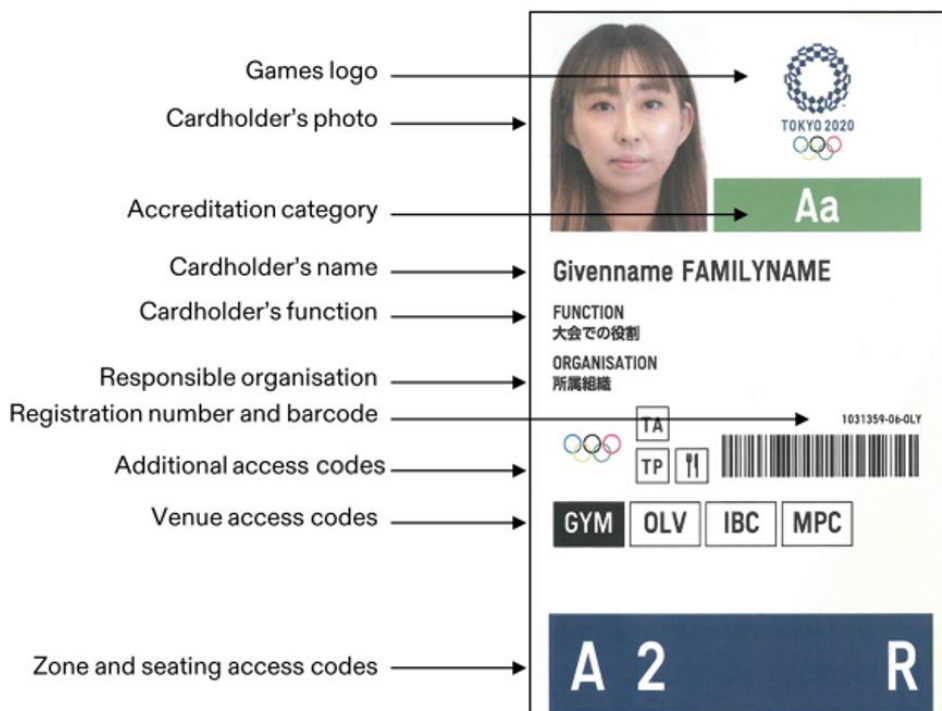 Games logo
Cardholder's photo
TOKYO 2020
Accreditation category
Aa
Cardholder's name
Givenname FAMILYNAME
Cardholder's function
FUNCTION
大会での役割
Responsible organisation
ORGANISATION
所属組織
Registration number and barcode
1031359-06-OLY
TA
Additional access codes
TP
Venue access codes
GYM OLV IBC MPC
Zone and seating access codes
A 2 R